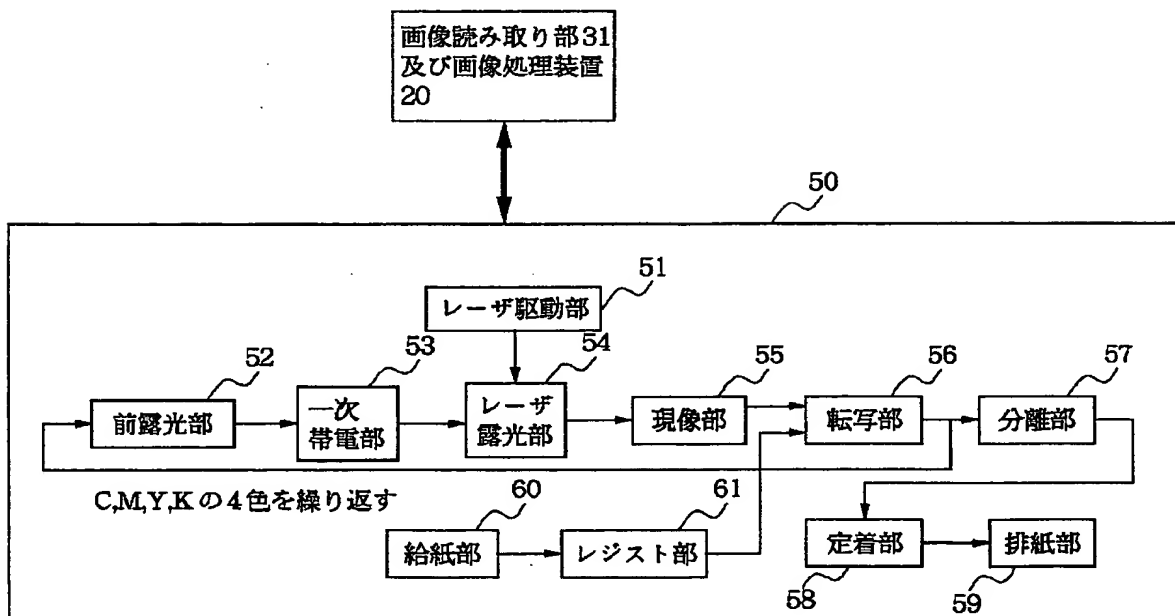 画像読み取り部31
及び画像処理装置
20
50
51
レーザ駆動部
52
53
54
55
56
57
前露光部
一次
帯電部
レーザ
露光部
現像部
転写部
分離部
C,M,Y,Kの4色を繰り返す
60
61
給紙部
レジスト部
定着部
排紙部
58
59